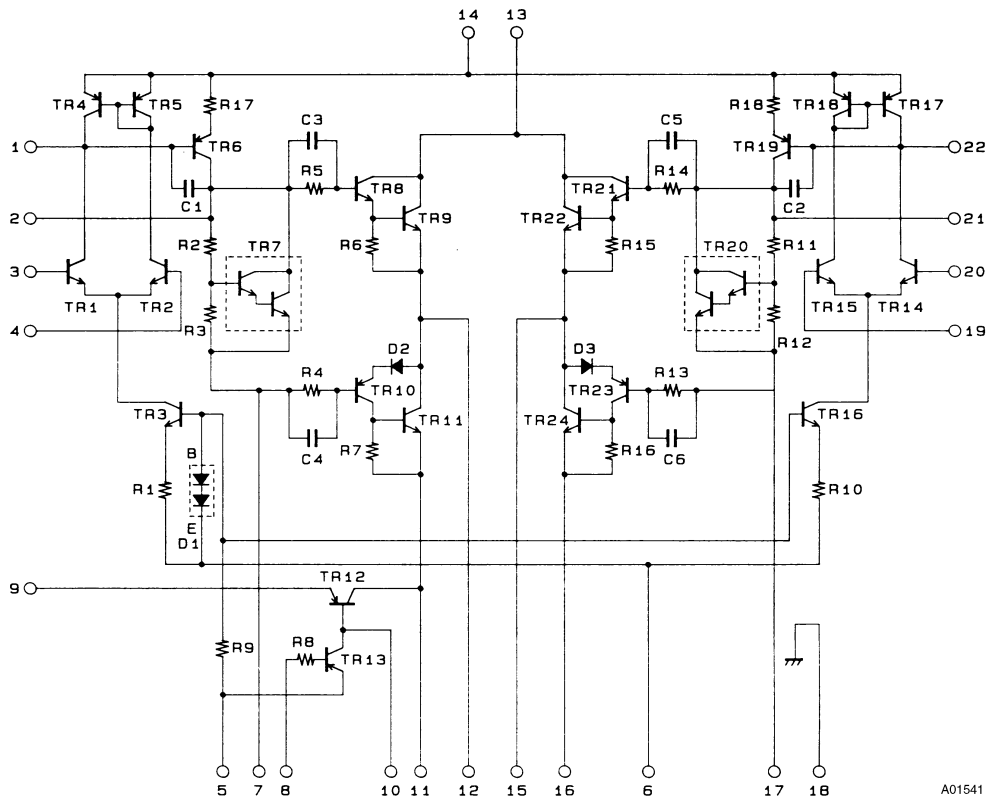 14 13
TR4 TR5 R17 R18 TR18 TR17
1 TR6 C3 C5 TR19 22
R5 R14
TR8 TR21
C1 C2
2 TR9 TR22 21
R2 TR7 R6 R15 TR20 R11
3 20
TR1 TR2 TR15 TR14
4 R3 R12 19
D2 D3
R4 R13
TR10 TR23
TR3 TR11 TR24 TR16
C4 R7 R16 C6
B
R1 R10
E
D1
TR12
9
R9 R8 TR13
5 7 8 10 11 12 15 16 6 17 18
A01541